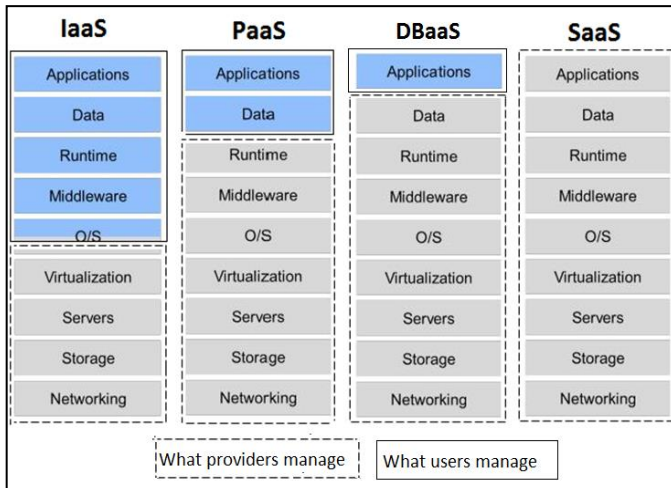 IaaS
Applications
Data
Runtime
Middleware
O/S
Virtualization
Servers
Storage
Networking
PaaS
Applications
Data
Runtime
Middleware
O/S
Virtualization
Servers
Storage
Networking
DBaaS
Applications
Data
Runtime
Middleware
O/S
Virtualization
Servers
Storage
Networking
SaaS
Applications
Data
Runtime
Middleware
O/S
Virtualization
Servers
Storage
Networking
What providers manage
What users manage